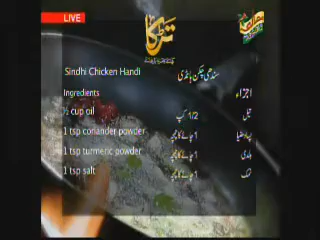 LIVE
تڑکا
Sindhi Chicken Handi سندھی چکن ہانڈی
Ingredients اجزاء
½ cup oil 1/2 کپ تیل
1 tsp coriander powder 1 چائے کا چمچ پسا دھنیا
1 tsp turmeric powder 1 چائے کا چمچ ہلدی
1 tsp salt 1 چائے کا چمچ نمک